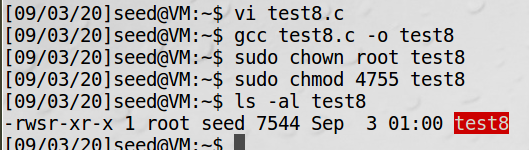 [09/03/20]seed@VM:~$ vi test8.c
[09/03/20]seed@VM:~$ gcc test8.c -o test8
[09/03/20]seed@VM:~$ sudo chown root test8
[09/03/20]seed@VM:~$ sudo chmod 4755 test8
[09/03/20]seed@VM:~$ ls -al test8
-rwsr-xr-x 1 root seed 7544 Sep  3 01:00 test8
[09/03/20]seed@VM:~$